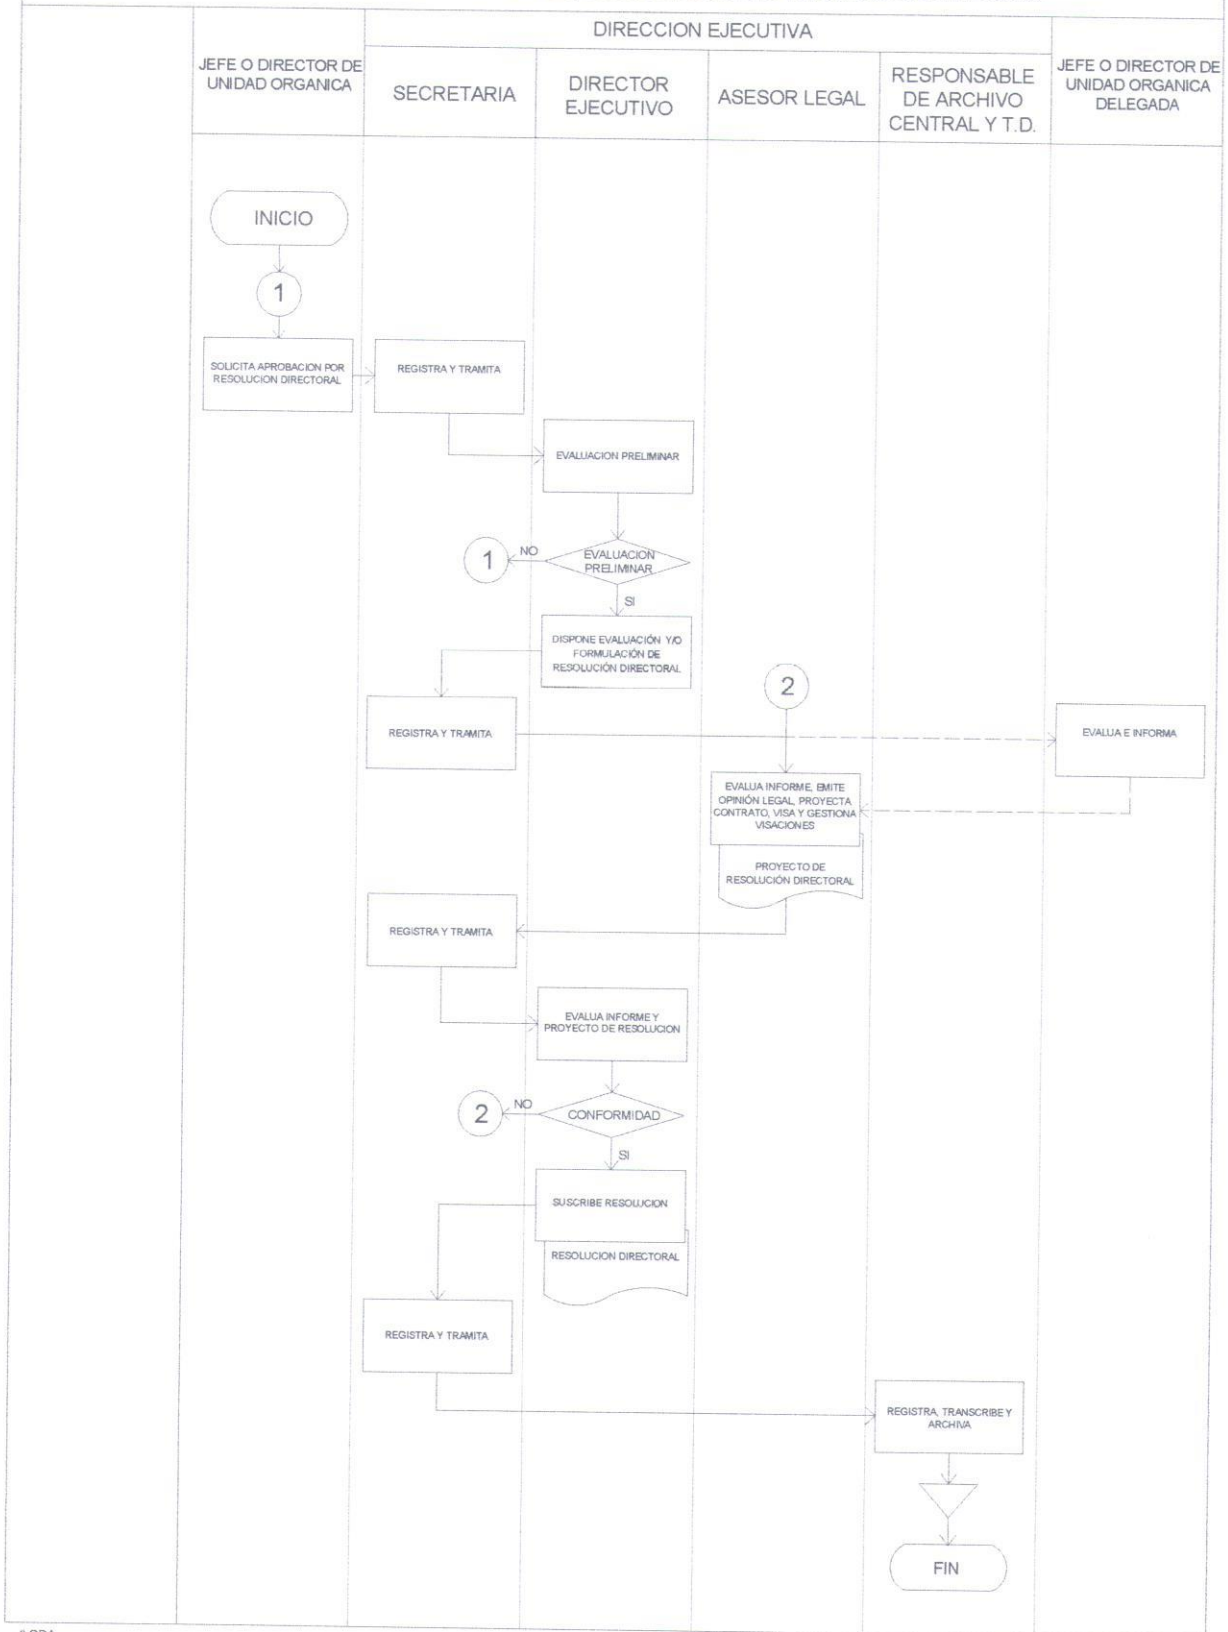 DIRECCION EJECUTIVA
JEFE O DIRECTOR DE
UNIDAD ORGANICA
SECRETARIA
DIRECTOR
EJECUTIVO
ASESOR LEGAL
RESPONSABLE
DE ARCHIVO
CENTRAL Y T.D.
JEFE O DIRECTOR DE
UNIDAD ORGANICA
DELEGADA
INICIO
1
SOLICITA APROBACION POR
RESOLUCION DIRECTORAL
REGISTRA Y TRAMITA
EVALUACION PRELIMINAR
1
NO
EVALUACION
PRELIMINAR
SI
DISPONE EVALUACIÓN Y/O
FORMULACIÓN DE
RESOLUCIÓN DIRECTORAL
2
REGISTRA Y TRAMITA
EVALUA E INFORMA
EVALUA INFORME, EMITE
OPINIÓN LEGAL, PROYECTA
CONTRATO, VISA Y GESTIONA
VISACIONES
PROYECTO DE
RESOLUCIÓN DIRECTORAL
REGISTRA Y TRAMITA
EVALUA INFORME Y
PROYECTO DE RESOLUCION
2
NO
CONFORMIDAD
SI
SUSCRIBE RESOLUCION
RESOLUCION DIRECTORAL
REGISTRA Y TRAMITA
REGISTRA, TRANSCRIBE Y
ARCHIVA
FIN